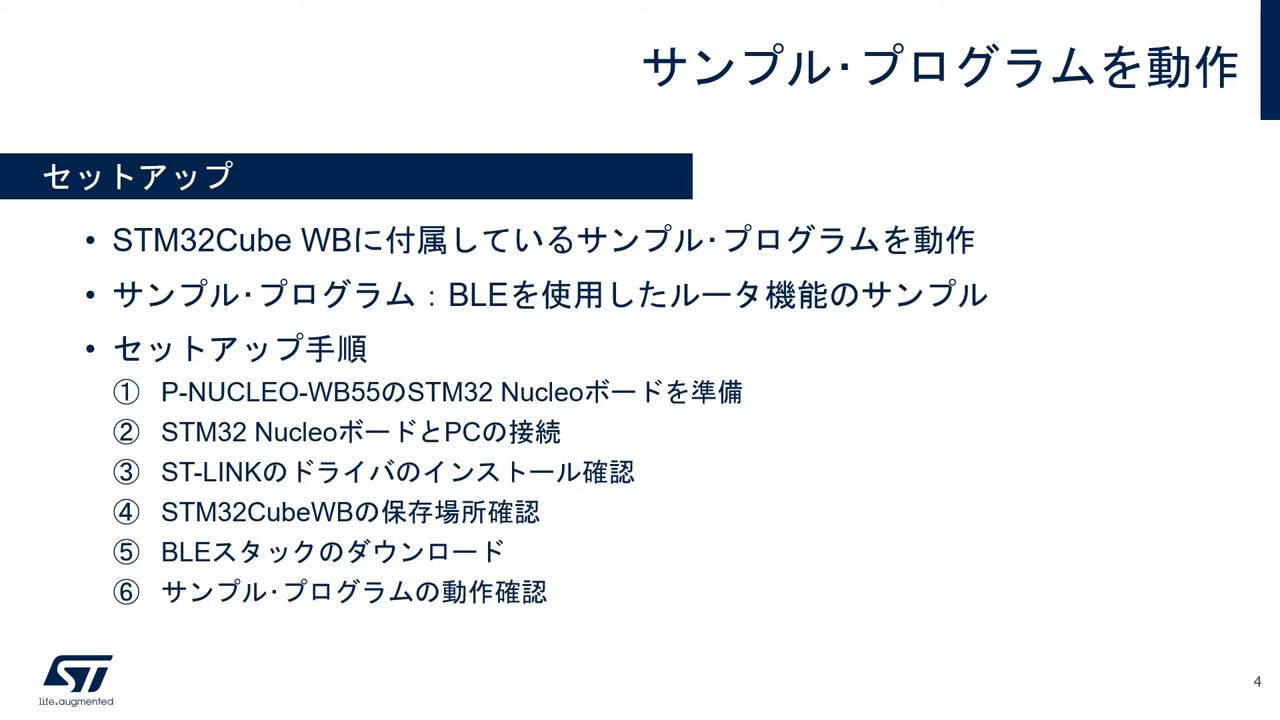 サンプル･プログラムを動作
セットアップ
• STM32Cube WBに付属しているサンプル･プログラムを動作
• サンプル･プログラム：BLEを使用したルータ機能のサンプル
• セットアップ手順
① P-NUCLEO-WB55のSTM32 Nucleoボードを準備
② STM32 NucleoボードとPCの接続
③ ST-LINKのドライバのインストール確認
④ STM32CubeWBの保存場所確認
⑤ BLEスタックのダウンロード
⑥ サンプル･プログラムの動作確認
ST
life.augmented
4